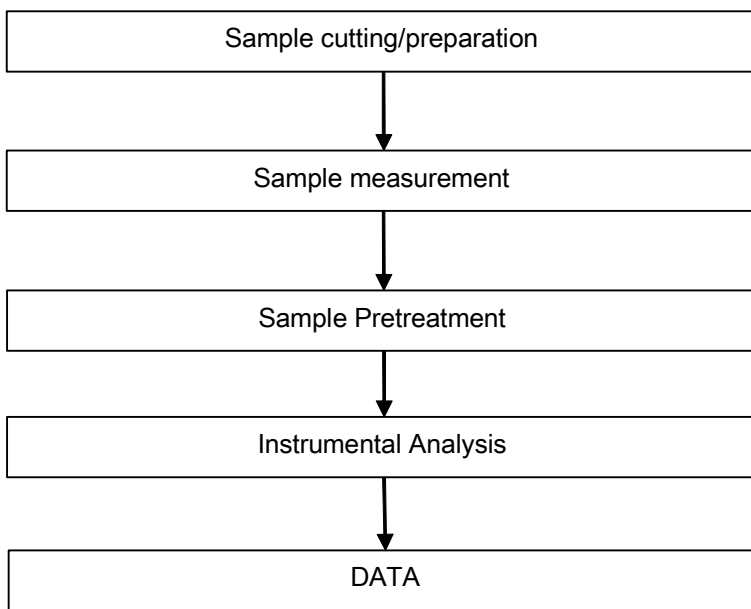 Sample cutting/preparation
Sample measurement
Sample Pretreatment
Instrumental Analysis
DATA